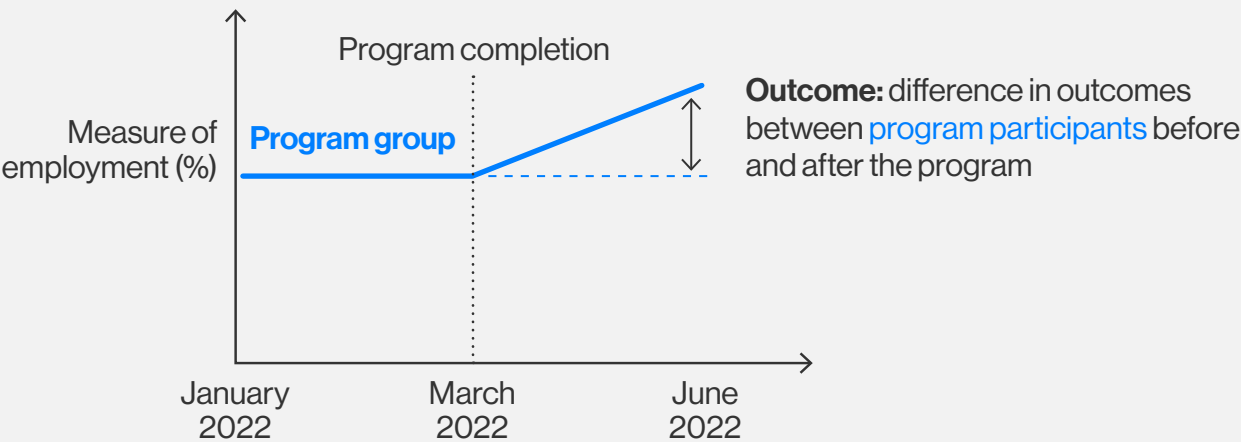 Program completion
Measure of
employment (%)
Program group
Outcome: difference in outcomes
between program participants before
and after the program
January
2022
March
2022
June
2022